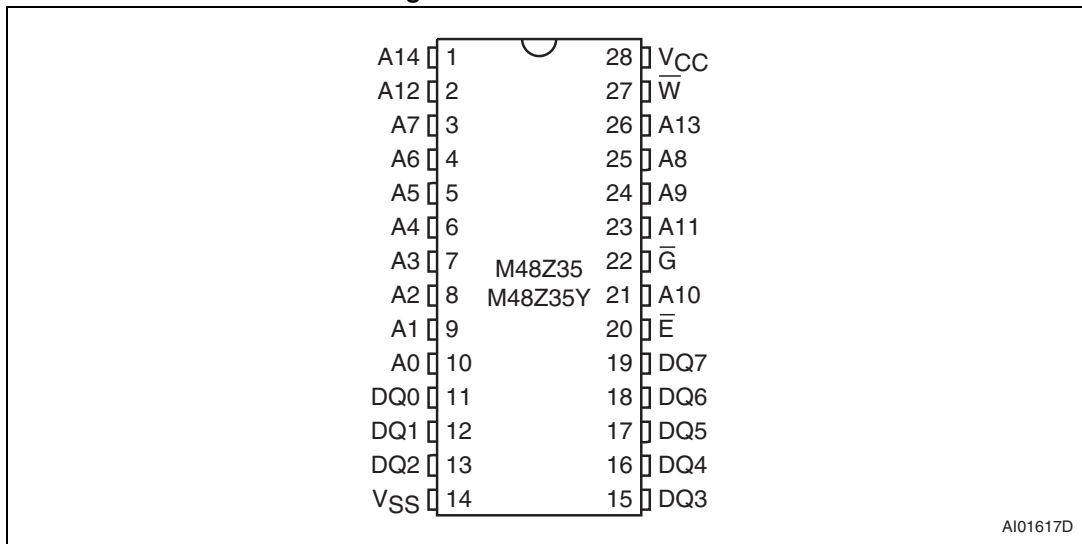 A14 1 28 VCC
A12 2 27 W̅
A7 3 26 A13
A6 4 25 A8
A5 5 24 A9
A4 6 23 A11
A3 7 M48Z35 22 G̅
A2 8 M48Z35Y 21 A10
A1 9 20 E̅
A0 10 19 DQ7
DQ0 11 18 DQ6
DQ1 12 17 DQ5
DQ2 13 16 DQ4
VSS 14 15 DQ3
AI01617D